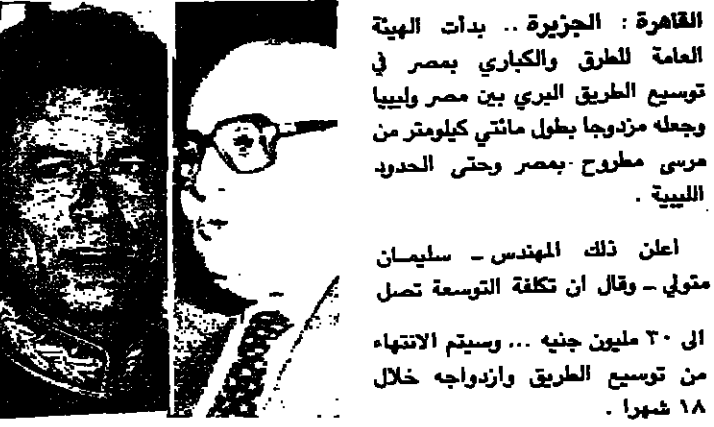 القاهرة : الجزيرة .. بدأت الهيئة
العامة للطرق والكباري بمصر في
توسيع الطريق البري بين مصر وليبيا
وجعله مزدوجا بطول مائتي كيلومتر من
مرسى مطروح بمصر وحتى الحدود
الليبية .
اعلن ذلك المهندس ـ سليمــان
متولي ـ وقال ان تكلفة التوسعة تصل
الى ٣٠ مليون جنيه ... وسيتم الانتهاء
من توسيع الطريق وازدواجه خلال
١٨ شهرا .